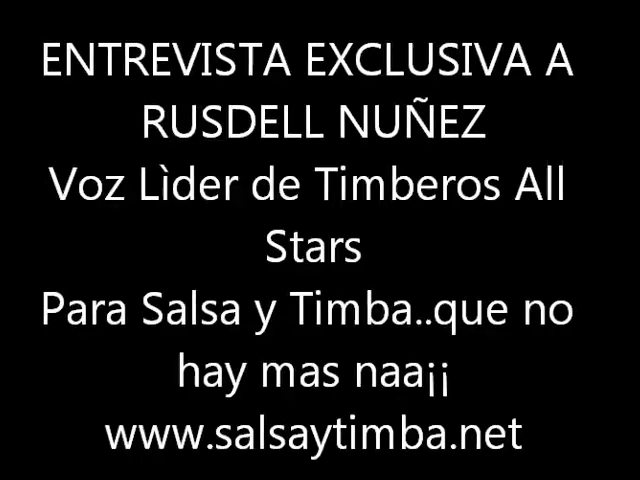 ENTREVISTA EXCLUSIVA A
RUSDELL NUÑEZ
Voz Lìder de Timberos All
Stars
Para Salsa y Timba..que no
hay mas naa¡¡
www.salsaytimba.net